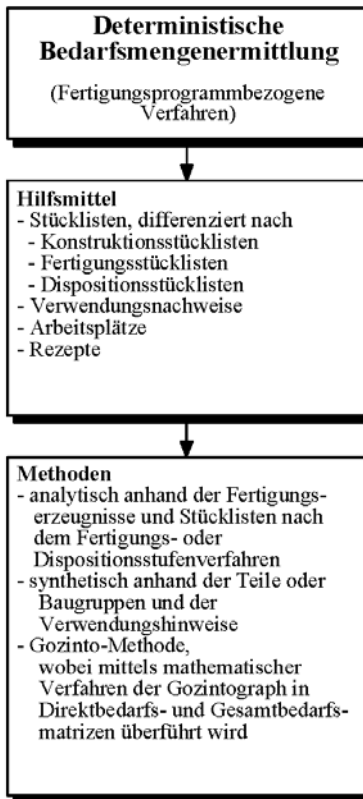 Deterministische
Bedarfsmengenermittlung
(Fertigungsprogrammbezogene
Verfahren)
Hilfsmittel
- Stücklisten, differenziert nach
- Konstruktionsstücklisten
- Fertigungsstücklisten
- Dispositionsstücklisten
- Verwendungsnachweise
- Arbeitsplätze
- Rezepte
Methoden
- analytisch anhand der Fertigungs-
erzeugnisse und Stücklisten nach
dem Fertigungs- oder
Dispositionsstufenverfahren
- synthetisch anhand der Teile oder
Baugruppen und der
Verwendungshinweise
- Gozinto-Methode,
wobei mittels mathematischer
Verfahren der Gozintograph in
Direktbedarfs- und Gesamtbedarfs-
matrizen überführt wird